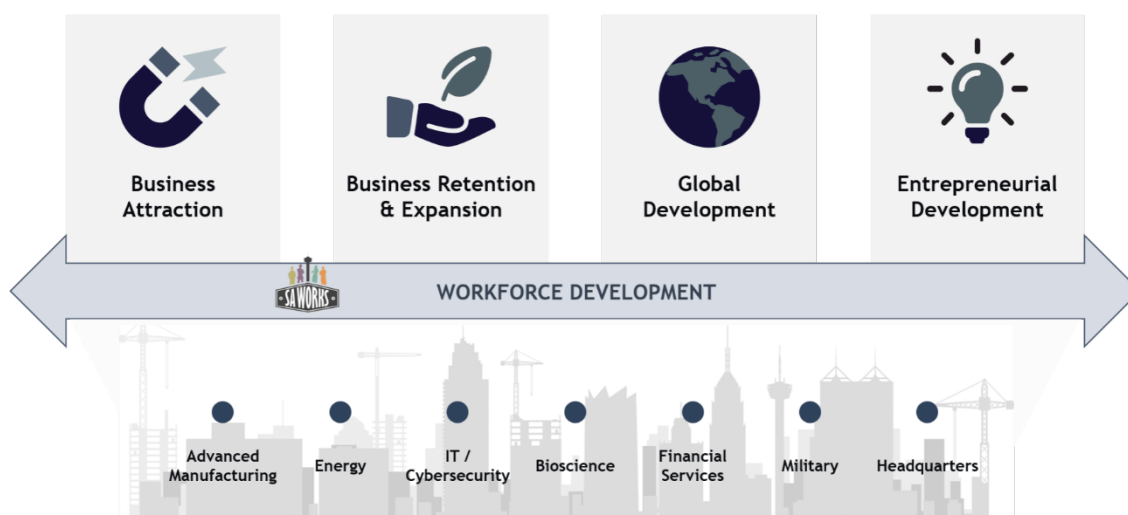 Business
Attraction
Business Retention
& Expansion
Global
Development
Entrepreneurial
Development
SA WORKS
WORKFORCE DEVELOPMENT
Advanced
Manufacturing
Energy
IT /
Cybersecurity
Bioscience
Financial
Services
Military
Headquarters